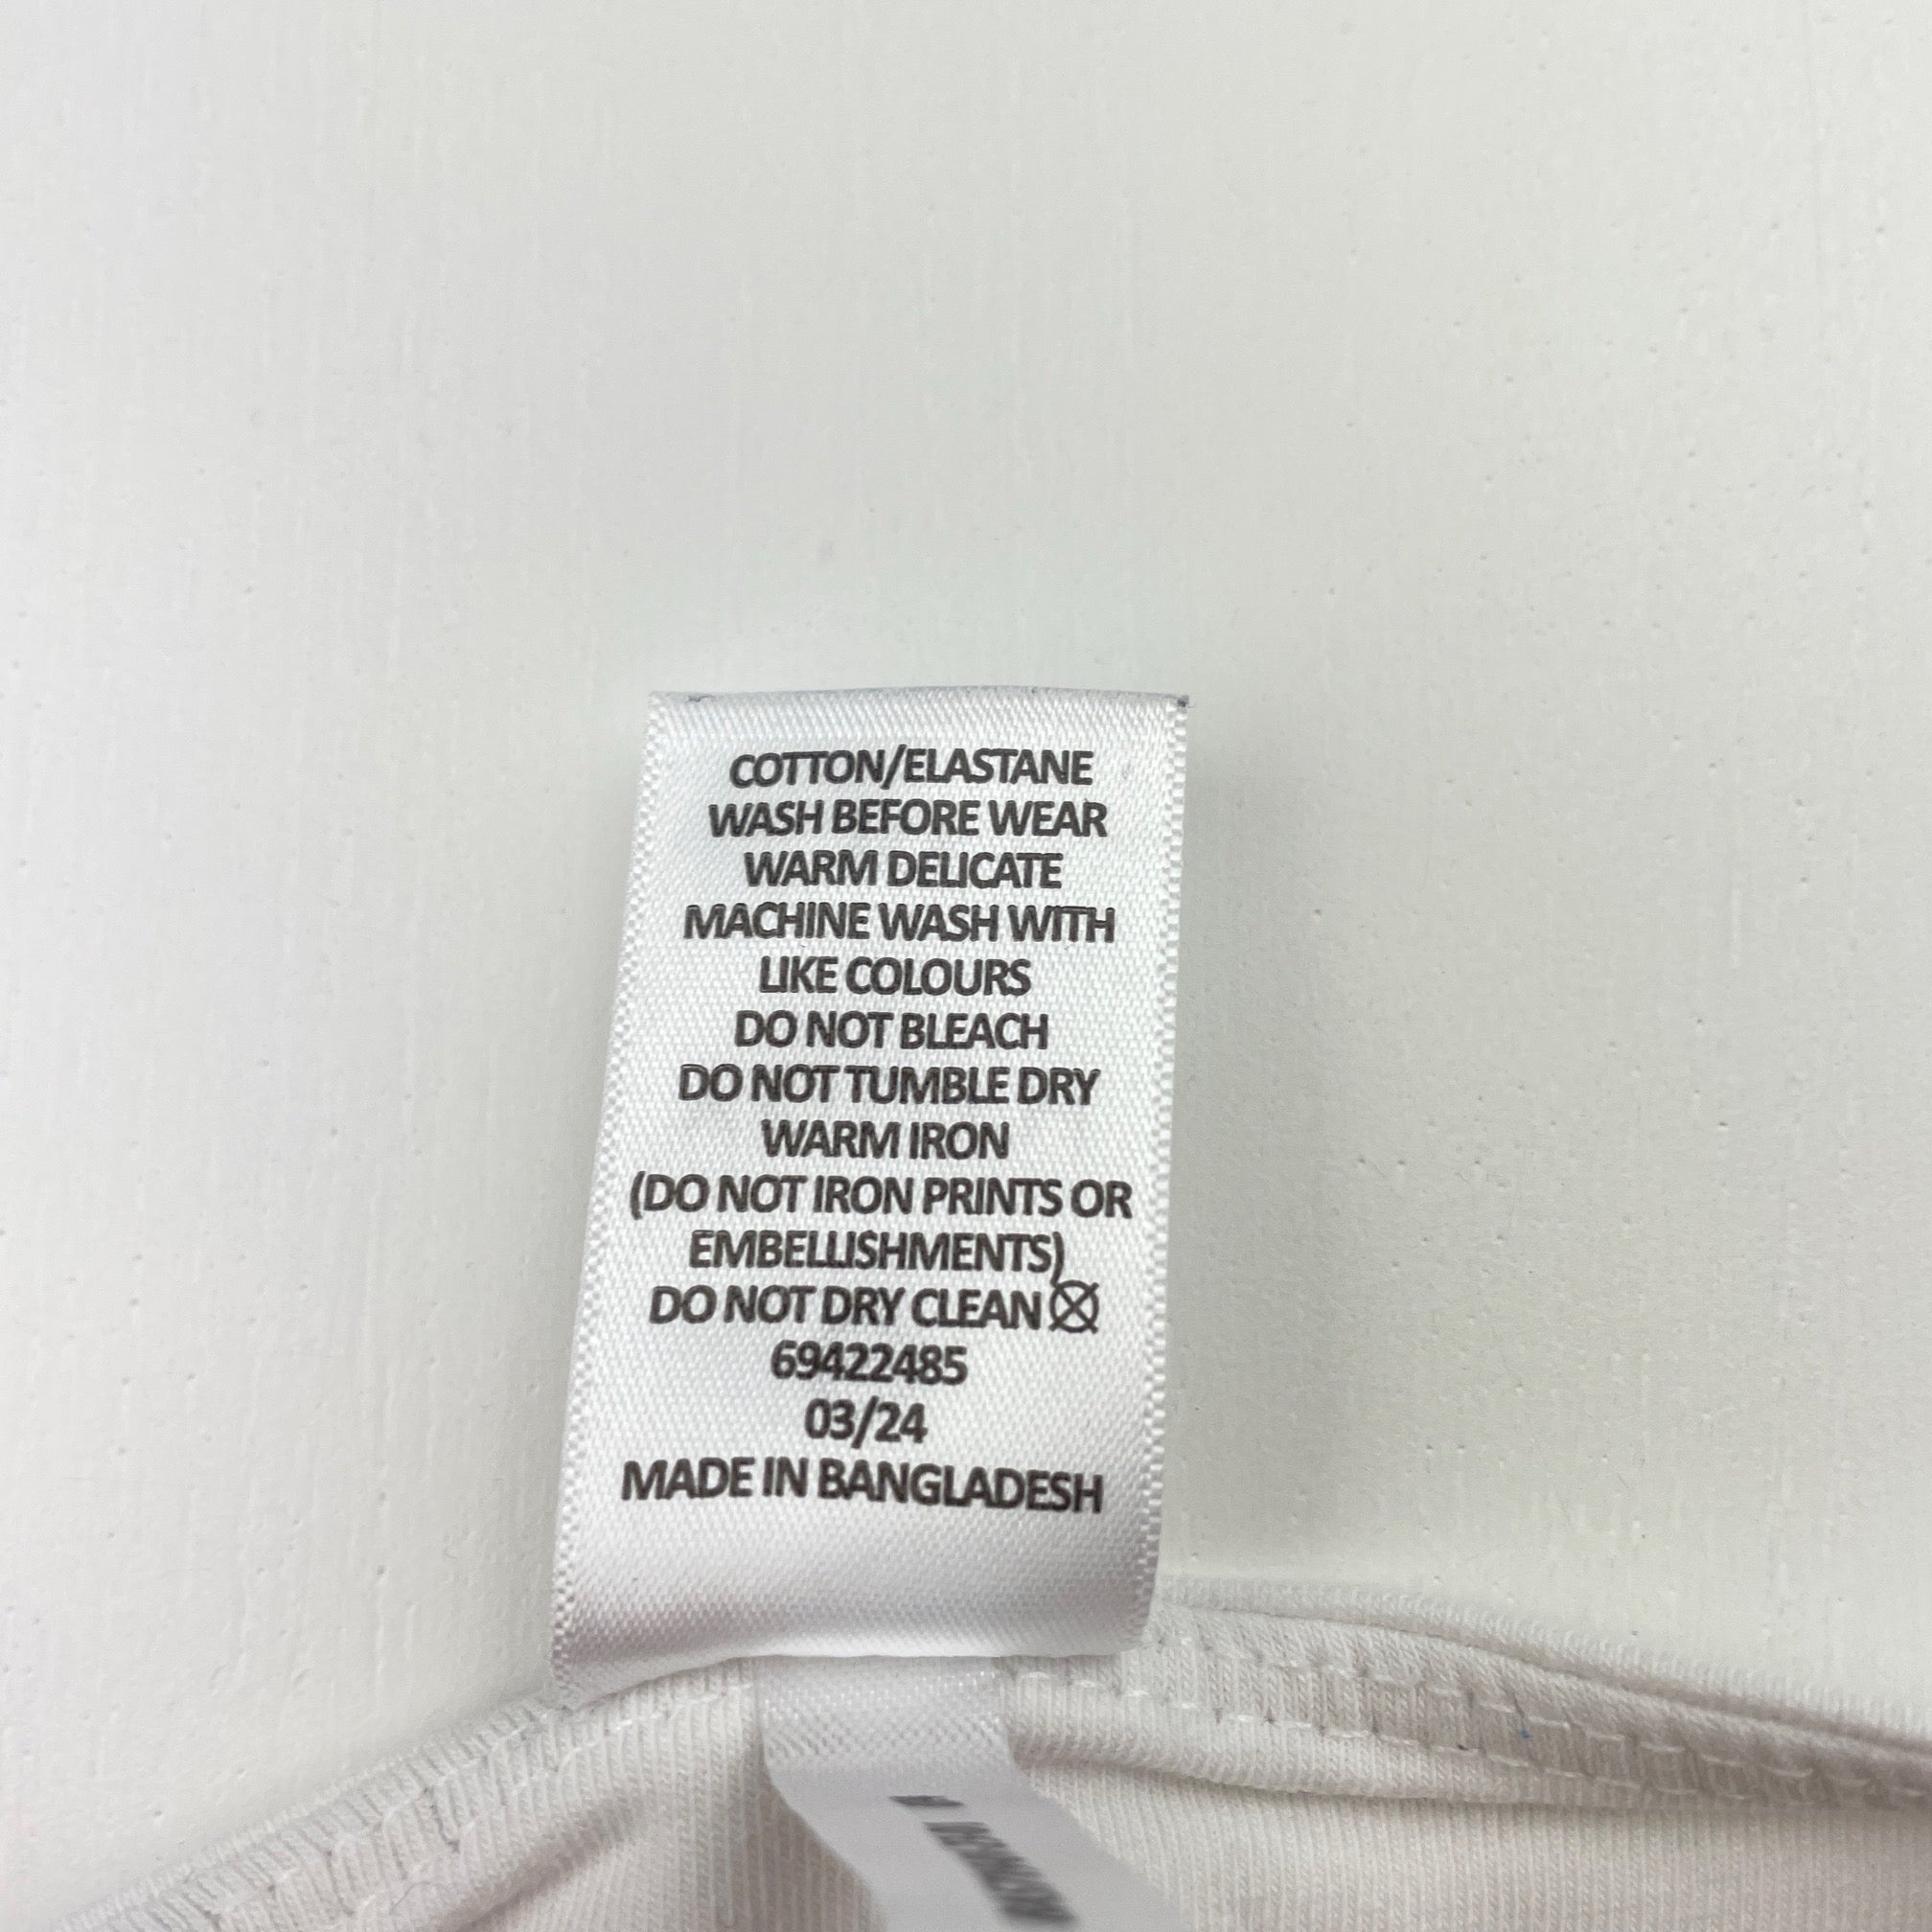 COTTON/ELASTANE
WASH BEFORE WEAR
WARM DELICATE
MACHINE WASH WITH
LIKE COLOURS
DO NOT BLEACH
DO NOT TUMBLE DRY
WARM IRON
(DO NOT IRON PRINTS OR
EMBELLISHMENTS)
DO NOT DRY CLEAN
69422485
03/24
MADE IN BANGLADESH